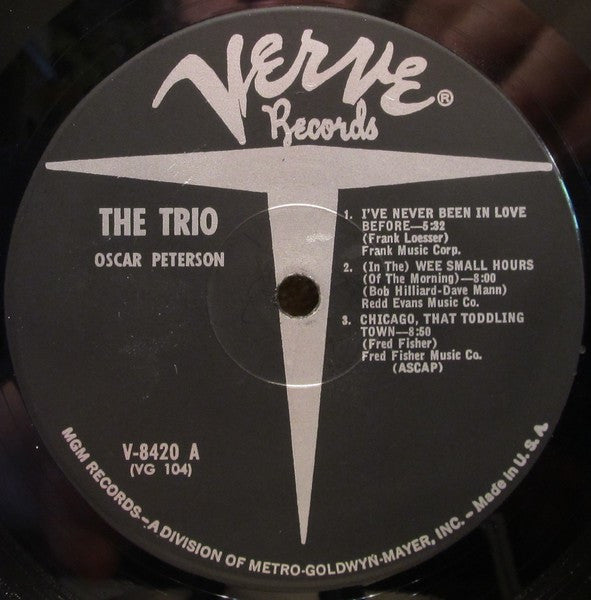 VERVE®
Records
THE TRIO
OSCAR PETERSON
1. I'VE NEVER BEEN IN LOVE
BEFORE—5:32
(Frank Loesser)
Frank Music Corp.
2. (In The) WEE SMALL HOURS
(Of The Morning)—8:00
(Bob Hilliard-Dave Mann)
Redd Evans Music Co.
3. CHICAGO, THAT TODDLING
TOWN—8:50
(Fred Fisher)
Fred Fisher Music Co.
(ASCAP)
V-8420 A
(VG 104)
MGM RECORDS—A DIVISION OF METRO-GOLDWYN-MAYER, INC. – Made in U. S. A.